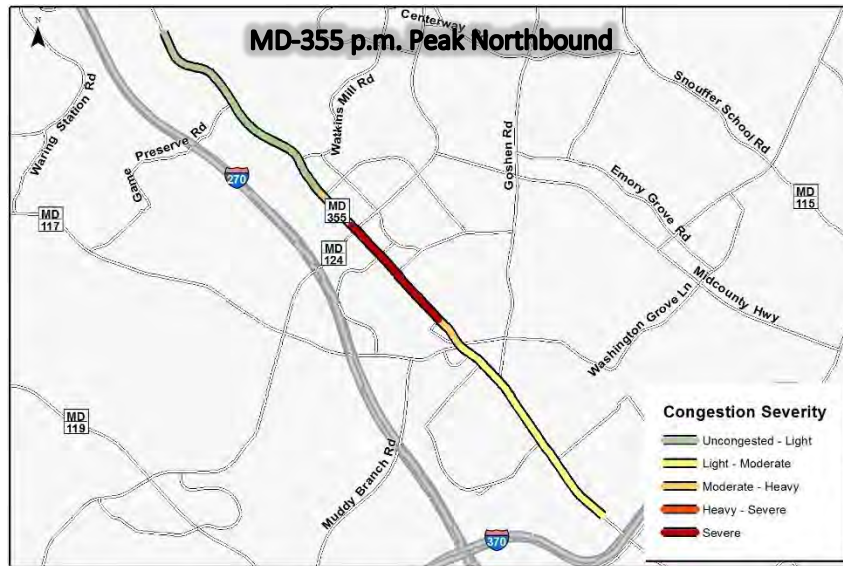 MD-355 p.m. Peak Northbound
N
Centerway
Waring Station Rd
Game Preserve Rd
Watkins Mill Rd
Goshen Rd
Snouffer School Rd
Emory Grove Rd
270
MD
117
MD
355
MD
124
MD
115
Midcounty Hwy
Washington Grove Ln
MD
119
Muddy Branch Rd
370
Congestion Severity
Uncongested - Light
Light - Moderate
Moderate - Heavy
Heavy - Severe
Severe